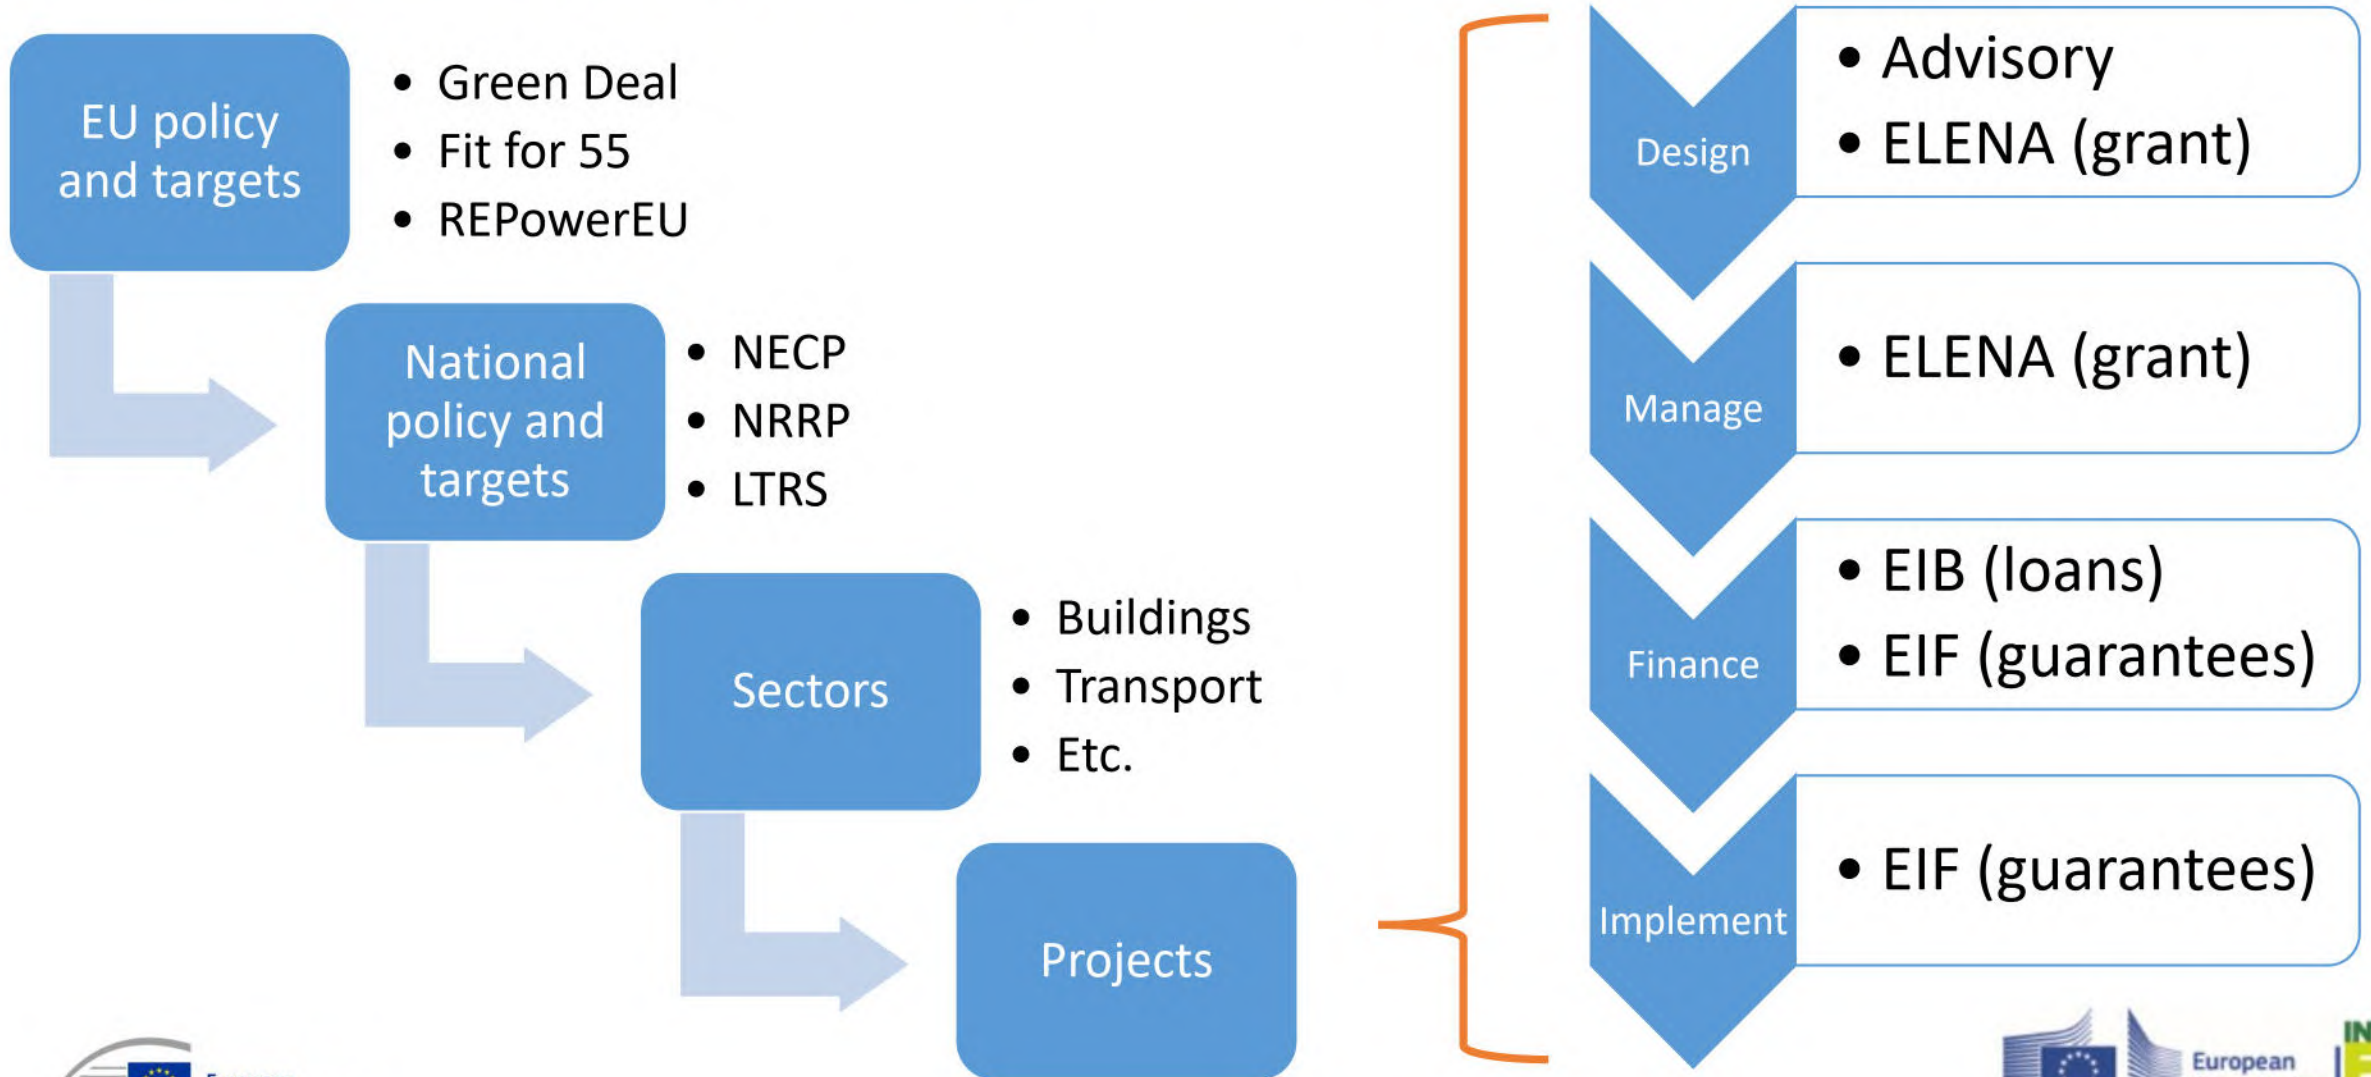 EU policy
and targets
• Green Deal
• Fit for 55
• REPowerEU
National
policy and
targets
• NECP
• NRRP
• LTRS
Sectors
• Buildings
• Transport
• Etc.
Projects
Design
• Advisory
• ELENA (grant)
Manage
• ELENA (grant)
Finance
• EIB (loans)
• EIF (guarantees)
Implement
• EIF (guarantees)
European
IN